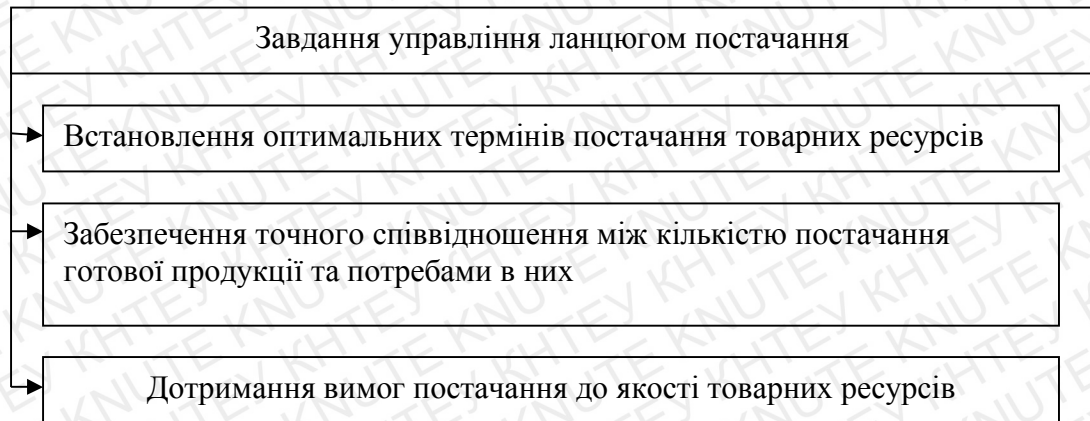 Завдання управління ланцюгом постачання
Встановлення оптимальних термінів постачання товарних ресурсів
Забезпечення точного співвідношення між кількістю постачання
готової продукції та потребами в них
Дотримання вимог постачання до якості товарних ресурсів